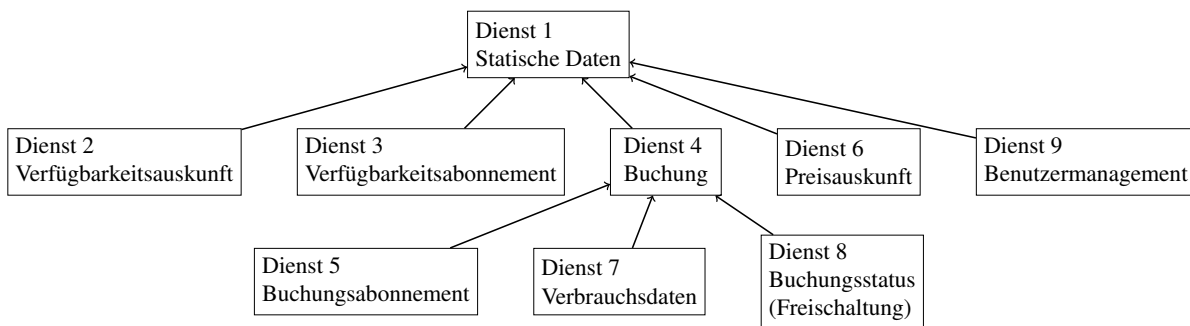 Dienst 1
Statische Daten
Dienst 2
Verfügbarkeitsauskunft
Dienst 3
Verfügbarkeitsabonnement
Dienst 4
Buchung
Dienst 6
Preisauskunft
Dienst 9
Benutzermanagement
Dienst 5
Buchungsabonnement
Dienst 7
Verbrauchsdaten
Dienst 8
Buchungsstatus
(Freischaltung)